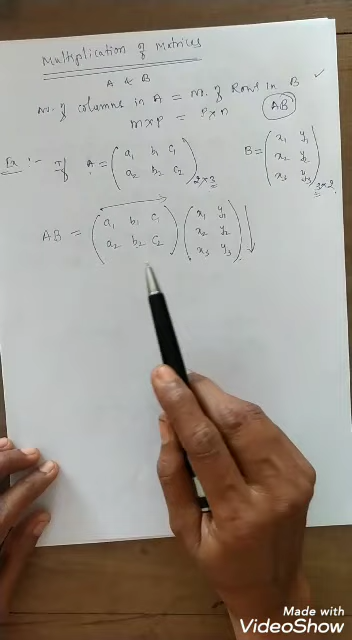 Multiplication of Matrices
A & B
No. of columns in A = No. of Rows in B ✓
m×p = p×n AB
Ex :- If A = ( a₁ b₁ c₁ B = ( x₁ y₁
a₂ b₂ c₂ )₂×₃ x₂ y₂
x₃ y₃ )₃×₂
AB = ( a₁ b₁ c₁ ) ( x₁ y₁ )
a₂ b₂ c₂ x₂ y₂
x₃ y₃
Made with
VideoShow